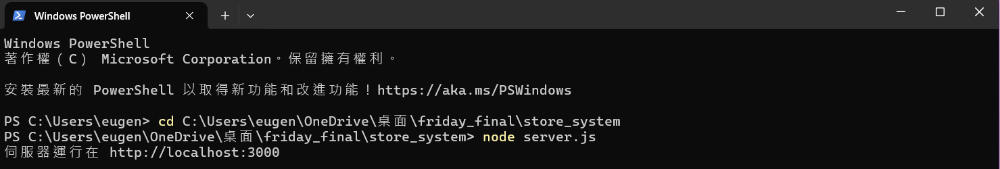 Windows PowerShell
Windows PowerShell
著作權（C） Microsoft Corporation。保留擁有權利。
安裝最新的 PowerShell 以取得新功能和改進功能！https://aka.ms/PSWindows
PS C:\Users\eugen> cd C:\Users\eugen\OneDrive\桌面\friday_final\store_system
PS C:\Users\eugen\OneDrive\桌面\friday_final\store_system> node server.js
伺服器運行在 http://localhost:3000